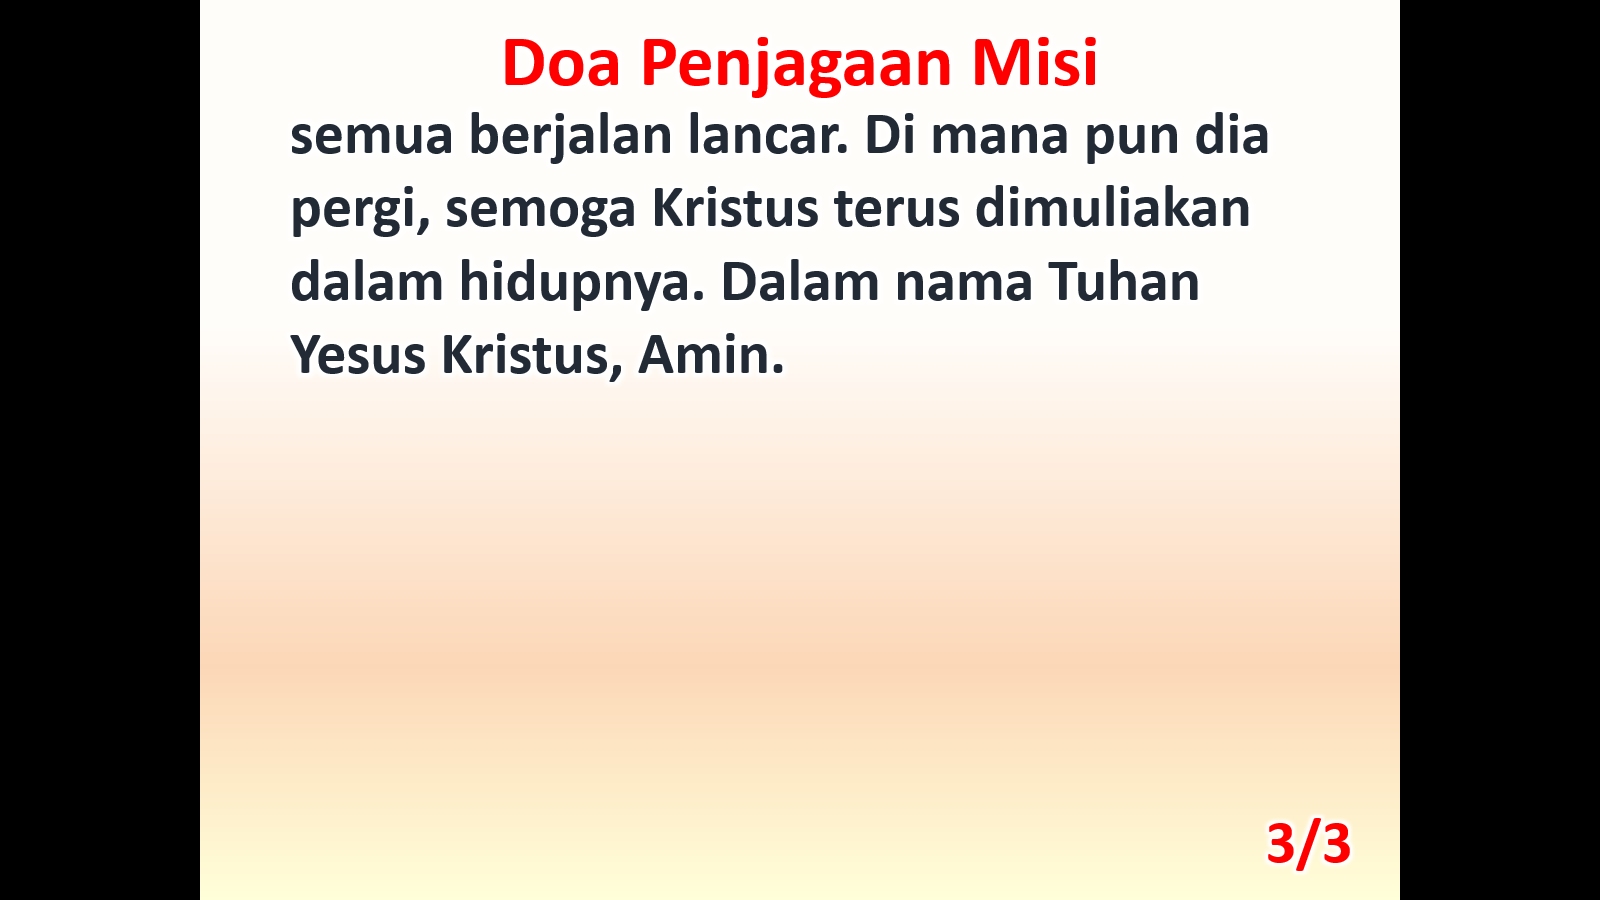 Doa Penjagaan Misi
semua berjalan lancar. Di mana pun dia
pergi, semoga Kristus terus dimuliakan
dalam hidupnya. Dalam nama Tuhan
Yesus Kristus, Amin.
3/3